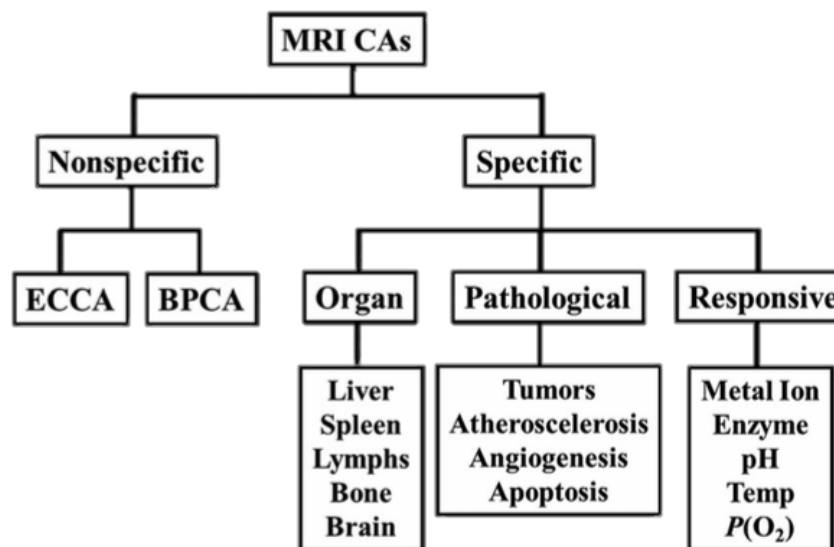 MRI CAs
Nonspecific
Specific
ECCA
BPCA
Organ
Pathological
Responsive
Liver
Spleen
Lymphs
Bone
Brain
Tumors
Atheroscelerosis
Angiogenesis
Apoptosis
Metal Ion
Enzyme
pH
Temp
P(O₂)